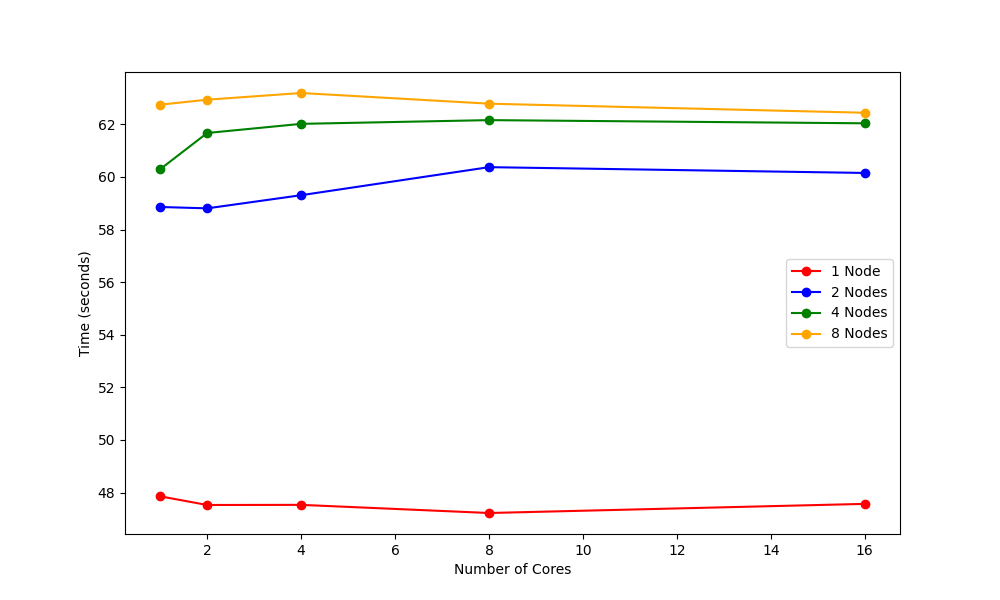 62
60
58
56
54
52
50
48
Time (seconds)
2 4 6 8 10 12 14 16
Number of Cores
1 Node
2 Nodes
4 Nodes
8 Nodes